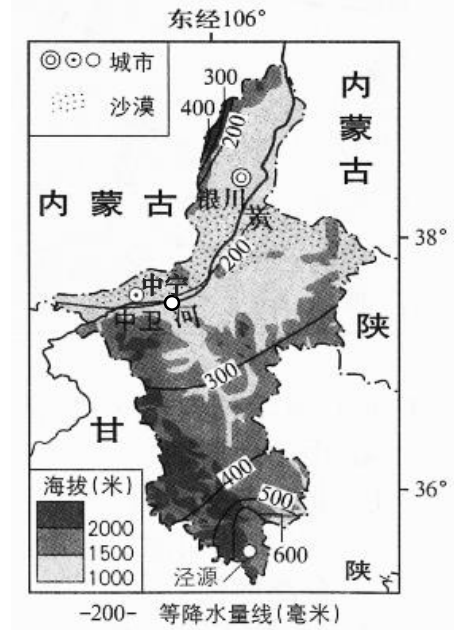 东经106°
城市
沙漠
300
400
200
内蒙古
内蒙古
银川
黄
38°
200
中宁
中卫
河
陕
300
甘
400
海拔(米)
500
36°
2000
1500
600
1000
泾源
陕
-200- 等降水量线(毫米)